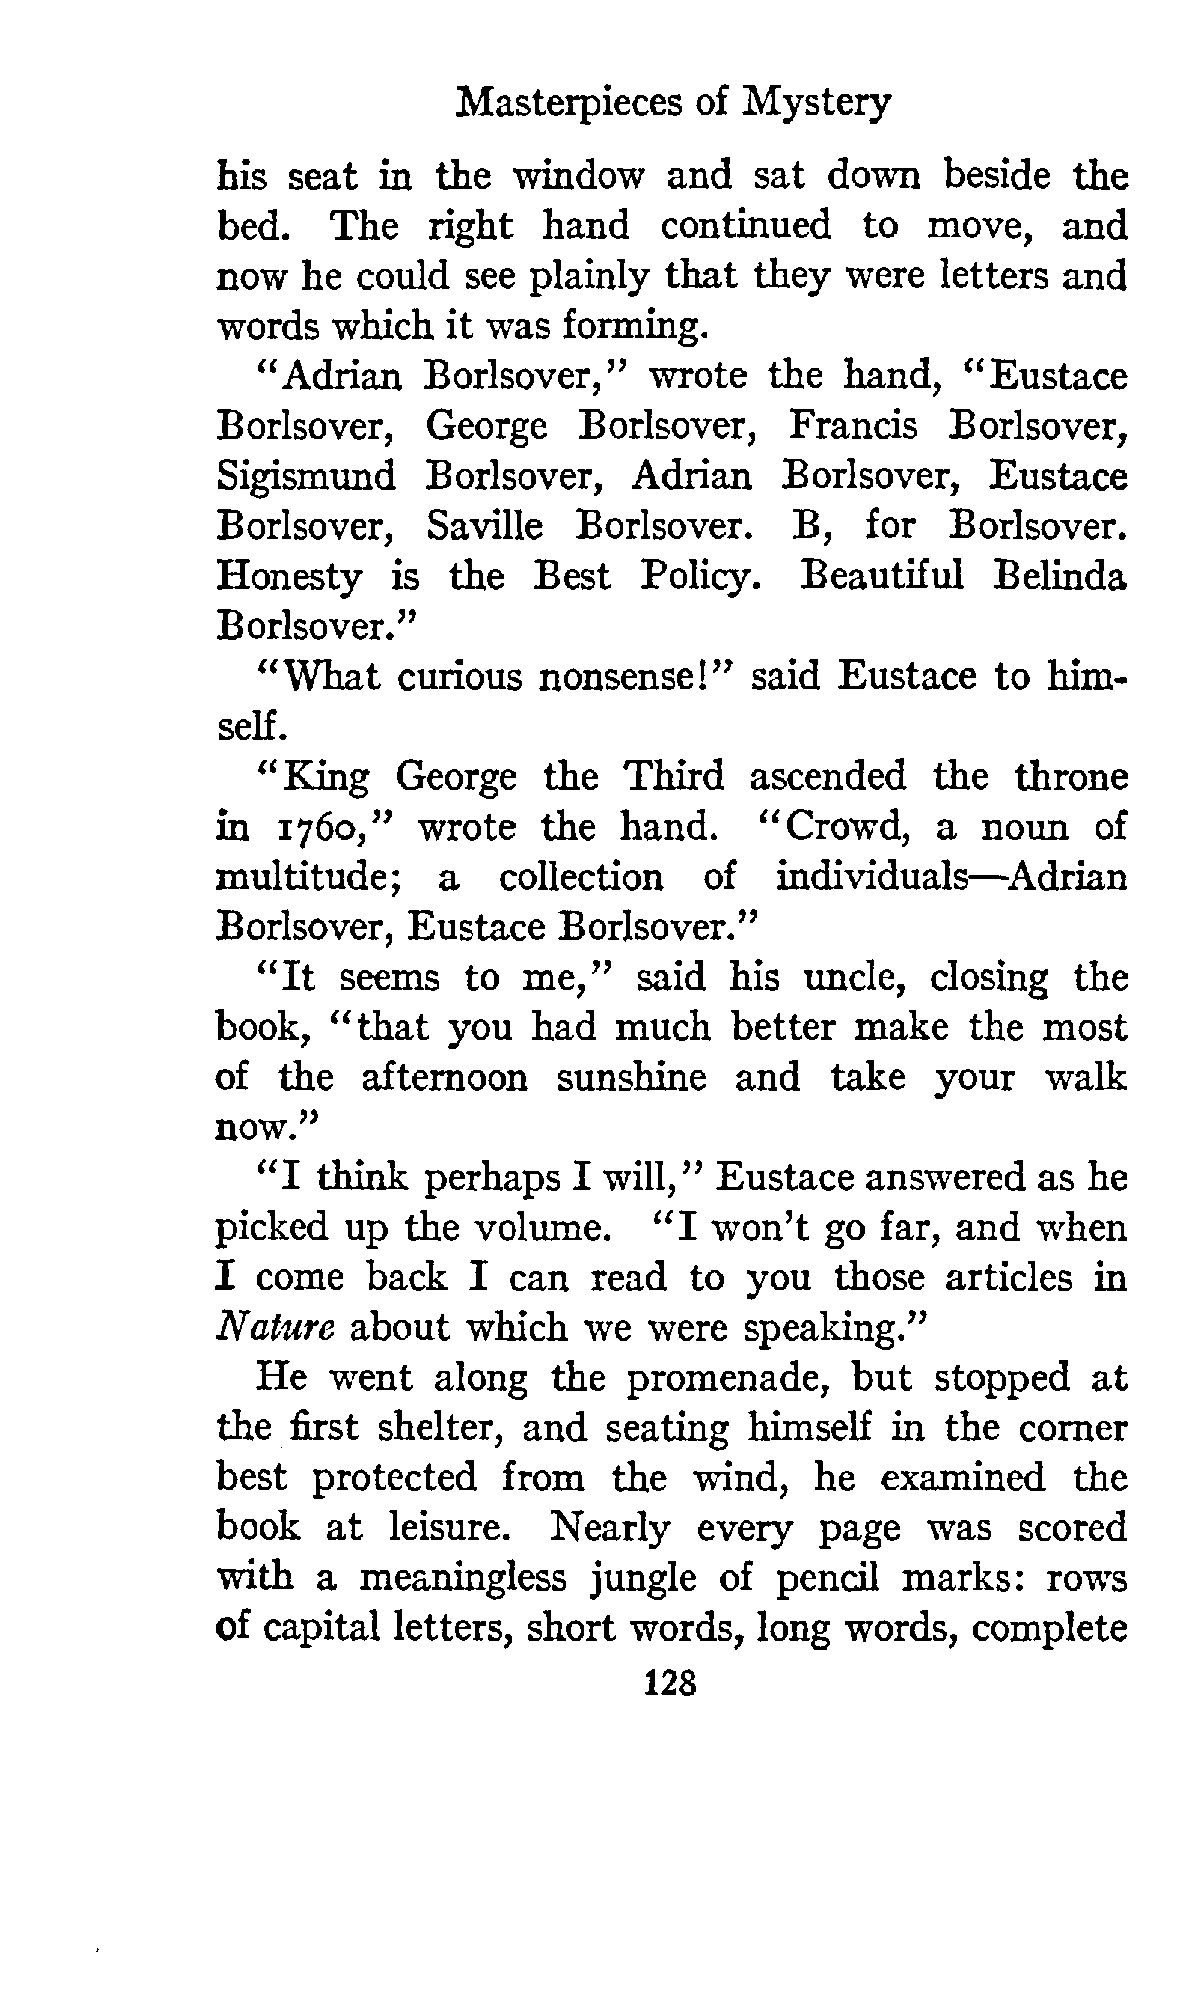 Masterpieces of Mystery
his seat in the window and sat down beside the
bed. The right hand continued to move, and
now he could see plainly that they were letters and
words which it was forming.
"Adrian Borlsover," wrote the hand, "Eustace
Borlsover, George Borlsover, Francis Borlsover,
Sigismund Borlsover, Adrian Borlsover, Eustace
Borlsover, Saville Borlsover. B, for Borlsover.
Honesty is the Best Policy. Beautiful Belinda
Borlsover."
"What curious nonsense!" said Eustace to him-
self.
"King George the Third ascended the throne
in 1760," wrote the hand. "Crowd, a noun of
multitude; a collection of individuals—Adrian
Borlsover, Eustace Borlsover."
"It seems to me," said his uncle, closing the
book, "that you had much better make the most
of the afternoon sunshine and take your walk
now."
"I think perhaps I will," Eustace answered as he
picked up the volume. "I won't go far, and when
I come back I can read to you those articles in
Nature about which we were speaking."
He went along the promenade, but stopped at
the first shelter, and seating himself in the corner
best protected from the wind, he examined the
book at leisure. Nearly every page was scored
with a meaningless jungle of pencil marks: rows
of capital letters, short words, long words, complete
128